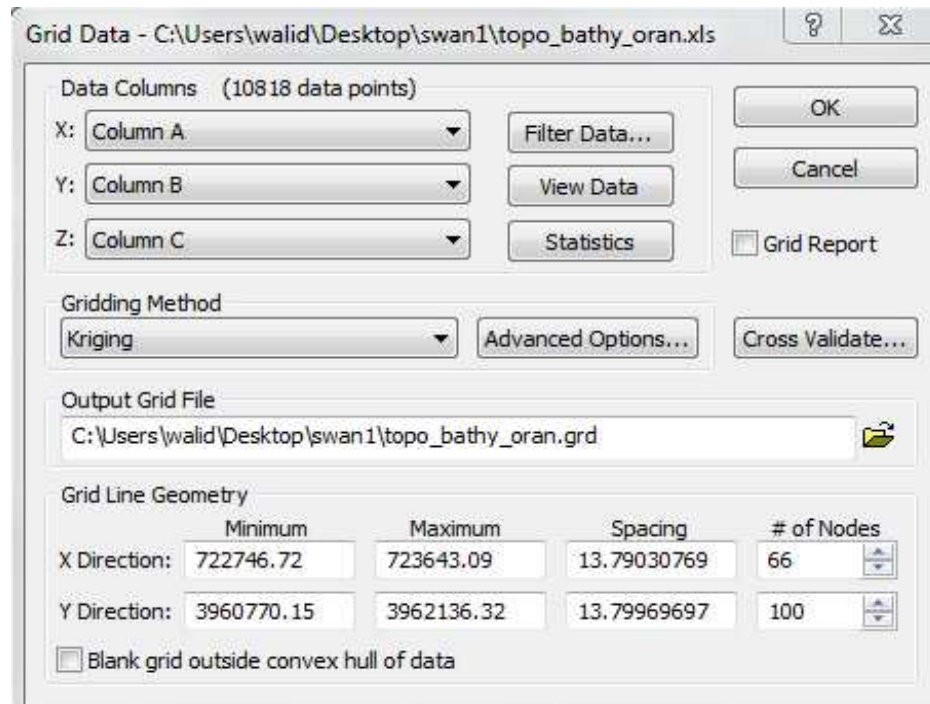 Grid Data - C:\Users\walid\Desktop\swan1\topo_bathy_oran.xls
Data Columns (10818 data points)
X: Column A Filter Data... OK
Y: Column B View Data Cancel
Z: Column C Statistics Grid Report
Gridding Method
Kriging Advanced Options... Cross Validate...
Output Grid File
C:\Users\walid\Desktop\swan1\topo_bathy_oran.grd
Grid Line Geometry
Minimum Maximum Spacing # of Nodes
X Direction: 722746.72 723643.09 13.79030769 66
Y Direction: 3960770.15 3962136.32 13.79969697 100
Blank grid outside convex hull of data